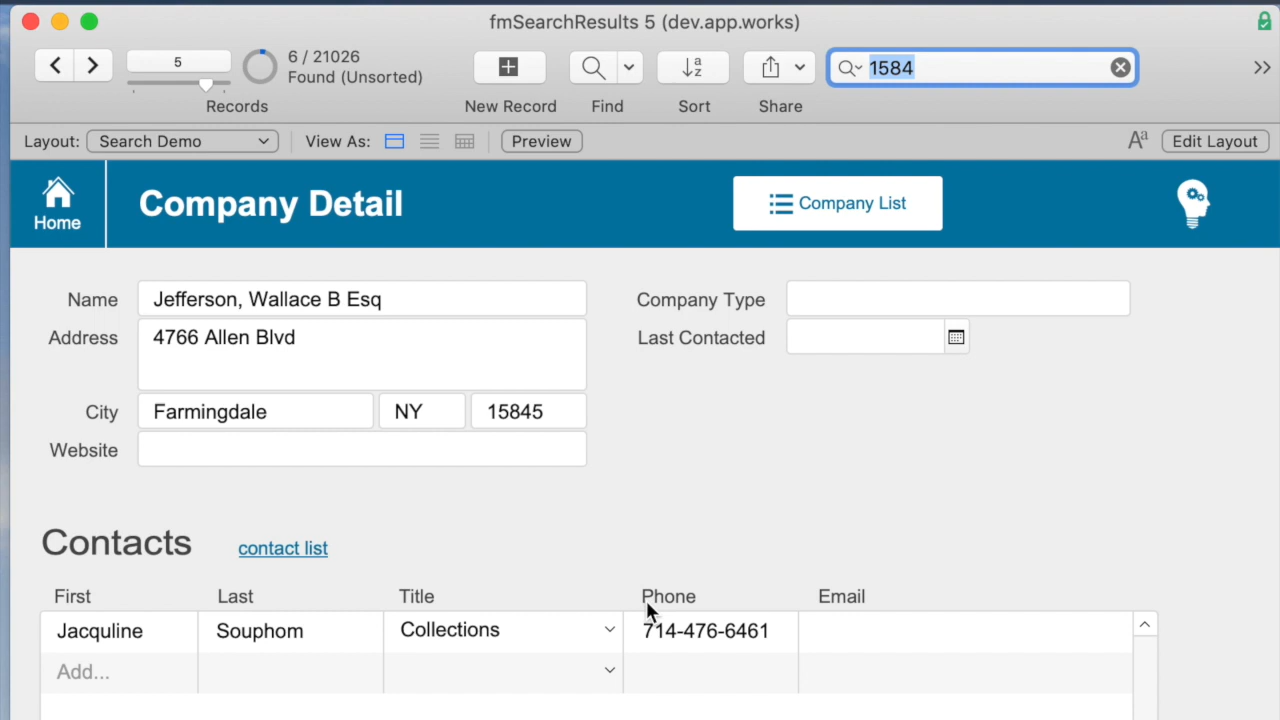 fmSearchResults 5 (dev.app.works)
5
6 / 21026
Found (Unsorted)
1584
Records
New Record
Find
Sort
Share
Layout:
Search Demo
View As:
Preview
Aa
Edit Layout
Home
Company Detail
Company List
Name
Jefferson, Wallace B Esq
Company Type
Address
4766 Allen Blvd
Last Contacted
City
Farmingdale
NY
15845
Website
Contacts
contact list
First
Last
Title
Phone
Email
Jacquline
Souphom
Collections
714-476-6461
Add...